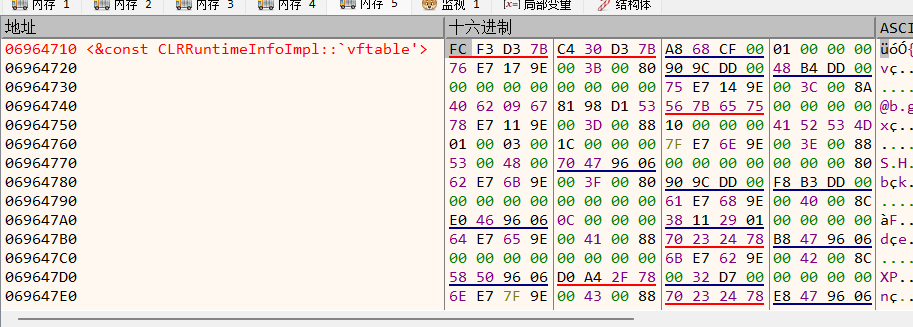 内存 1 内存 2 内存 3 内存 4 内存 5 监视 1 [x=] 局部变量 结构体
地址 十六进制 ASCI
06964710 <&const CLRRuntimeInfoImpl::`vftable'> FC F3 D3 7B C4 30 D3 7B A8 68 CF 00 01 00 00 00 üóÓ{
06964720 76 E7 17 9E 00 3B 00 80 90 9C DD 00 48 B4 DD 00 vç..
06964730 00 00 00 00 00 00 00 00 75 E7 14 9E 00 3C 00 8A ....
06964740 40 62 09 67 81 98 D1 53 56 7B 65 75 00 00 00 00 @b.g
06964750 78 E7 11 9E 00 3D 00 88 10 00 00 00 41 52 53 4D xç..
06964760 01 00 03 00 1C 00 00 00 7F E7 6E 9E 00 3E 00 88 ....
06964770 53 00 48 00 70 47 96 06 00 00 00 00 00 00 00 80 S.H.
06964780 62 E7 6B 9E 00 3F 00 80 90 9C DD 00 F8 B3 DD 00 bçk.
06964790 00 00 00 00 00 00 00 00 61 E7 68 9E 00 40 00 8C ....
069647A0 E0 46 96 06 0C 00 00 00 38 11 29 01 00 00 00 00 àF..
069647B0 64 E7 65 9E 00 41 00 88 70 23 24 78 B8 47 96 06 dçe.
069647C0 00 00 00 00 00 00 00 00 6B E7 62 9E 00 42 00 8C ....
069647D0 58 50 96 06 D0 A4 2F 78 00 32 D7 00 00 00 00 00 XP..
069647E0 6E E7 7F 9E 00 43 00 88 70 23 24 78 E8 47 96 06 nç..